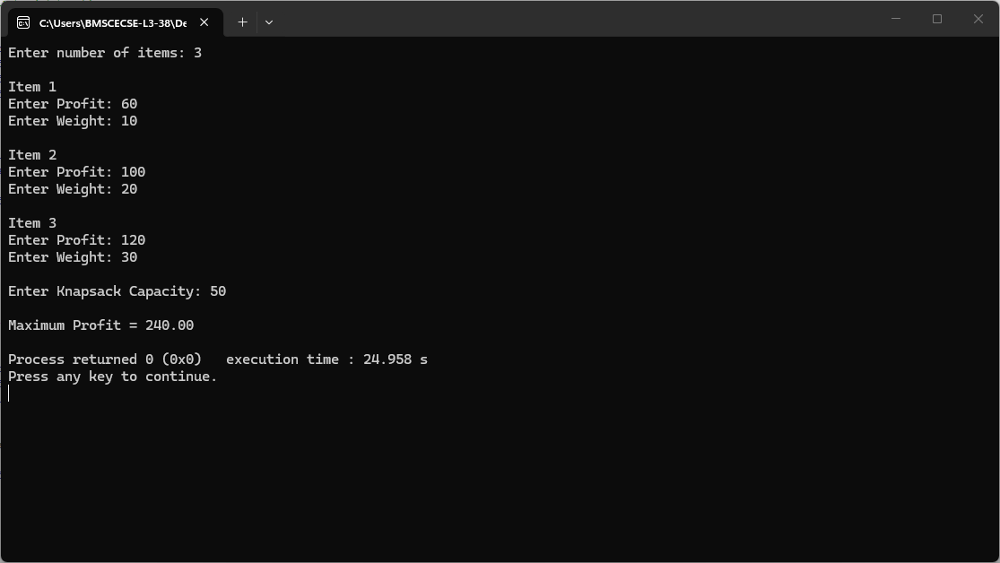 C:\Users\BMSCECSE-L3-38\De
Enter number of items: 3
Item 1
Enter Profit: 60
Enter Weight: 10
Item 2
Enter Profit: 100
Enter Weight: 20
Item 3
Enter Profit: 120
Enter Weight: 30
Enter Knapsack Capacity: 50
Maximum Profit = 240.00
Process returned 0 (0x0)   execution time : 24.958 s
Press any key to continue.